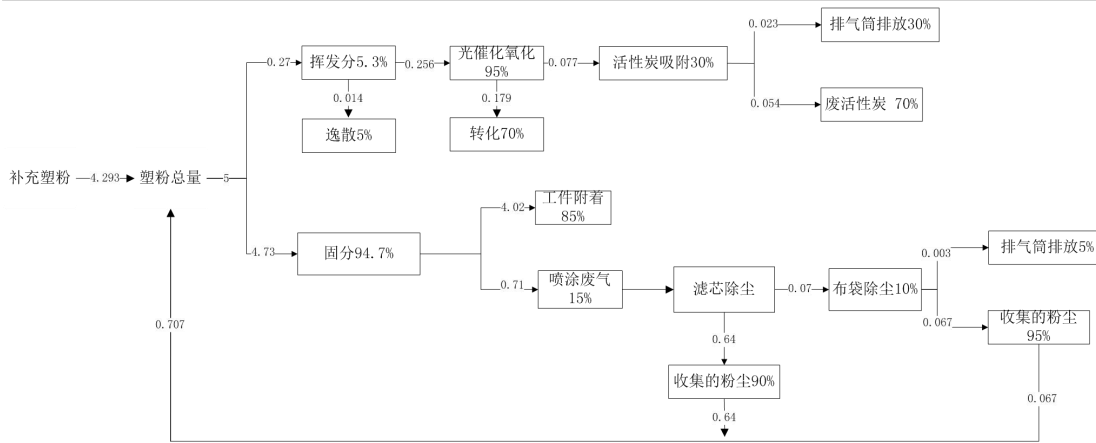 0.023
排气筒排放30%
0.27
挥发分5.3%
0.256
光催化氧化
95%
0.077
活性炭吸附30%
0.014
0.179
0.054
废活性炭 70%
逸散5%
转化70%
补充塑粉
4.293
塑粉总量
5
4.02
工件附着
85%
4.73
固分94.7%
0.003
排气筒排放5%
0.71
喷涂废气
15%
滤芯除尘
0.07
布袋除尘10%
0.067
收集的粉尘
95%
0.707
0.64
收集的粉尘90%
0.067
0.64